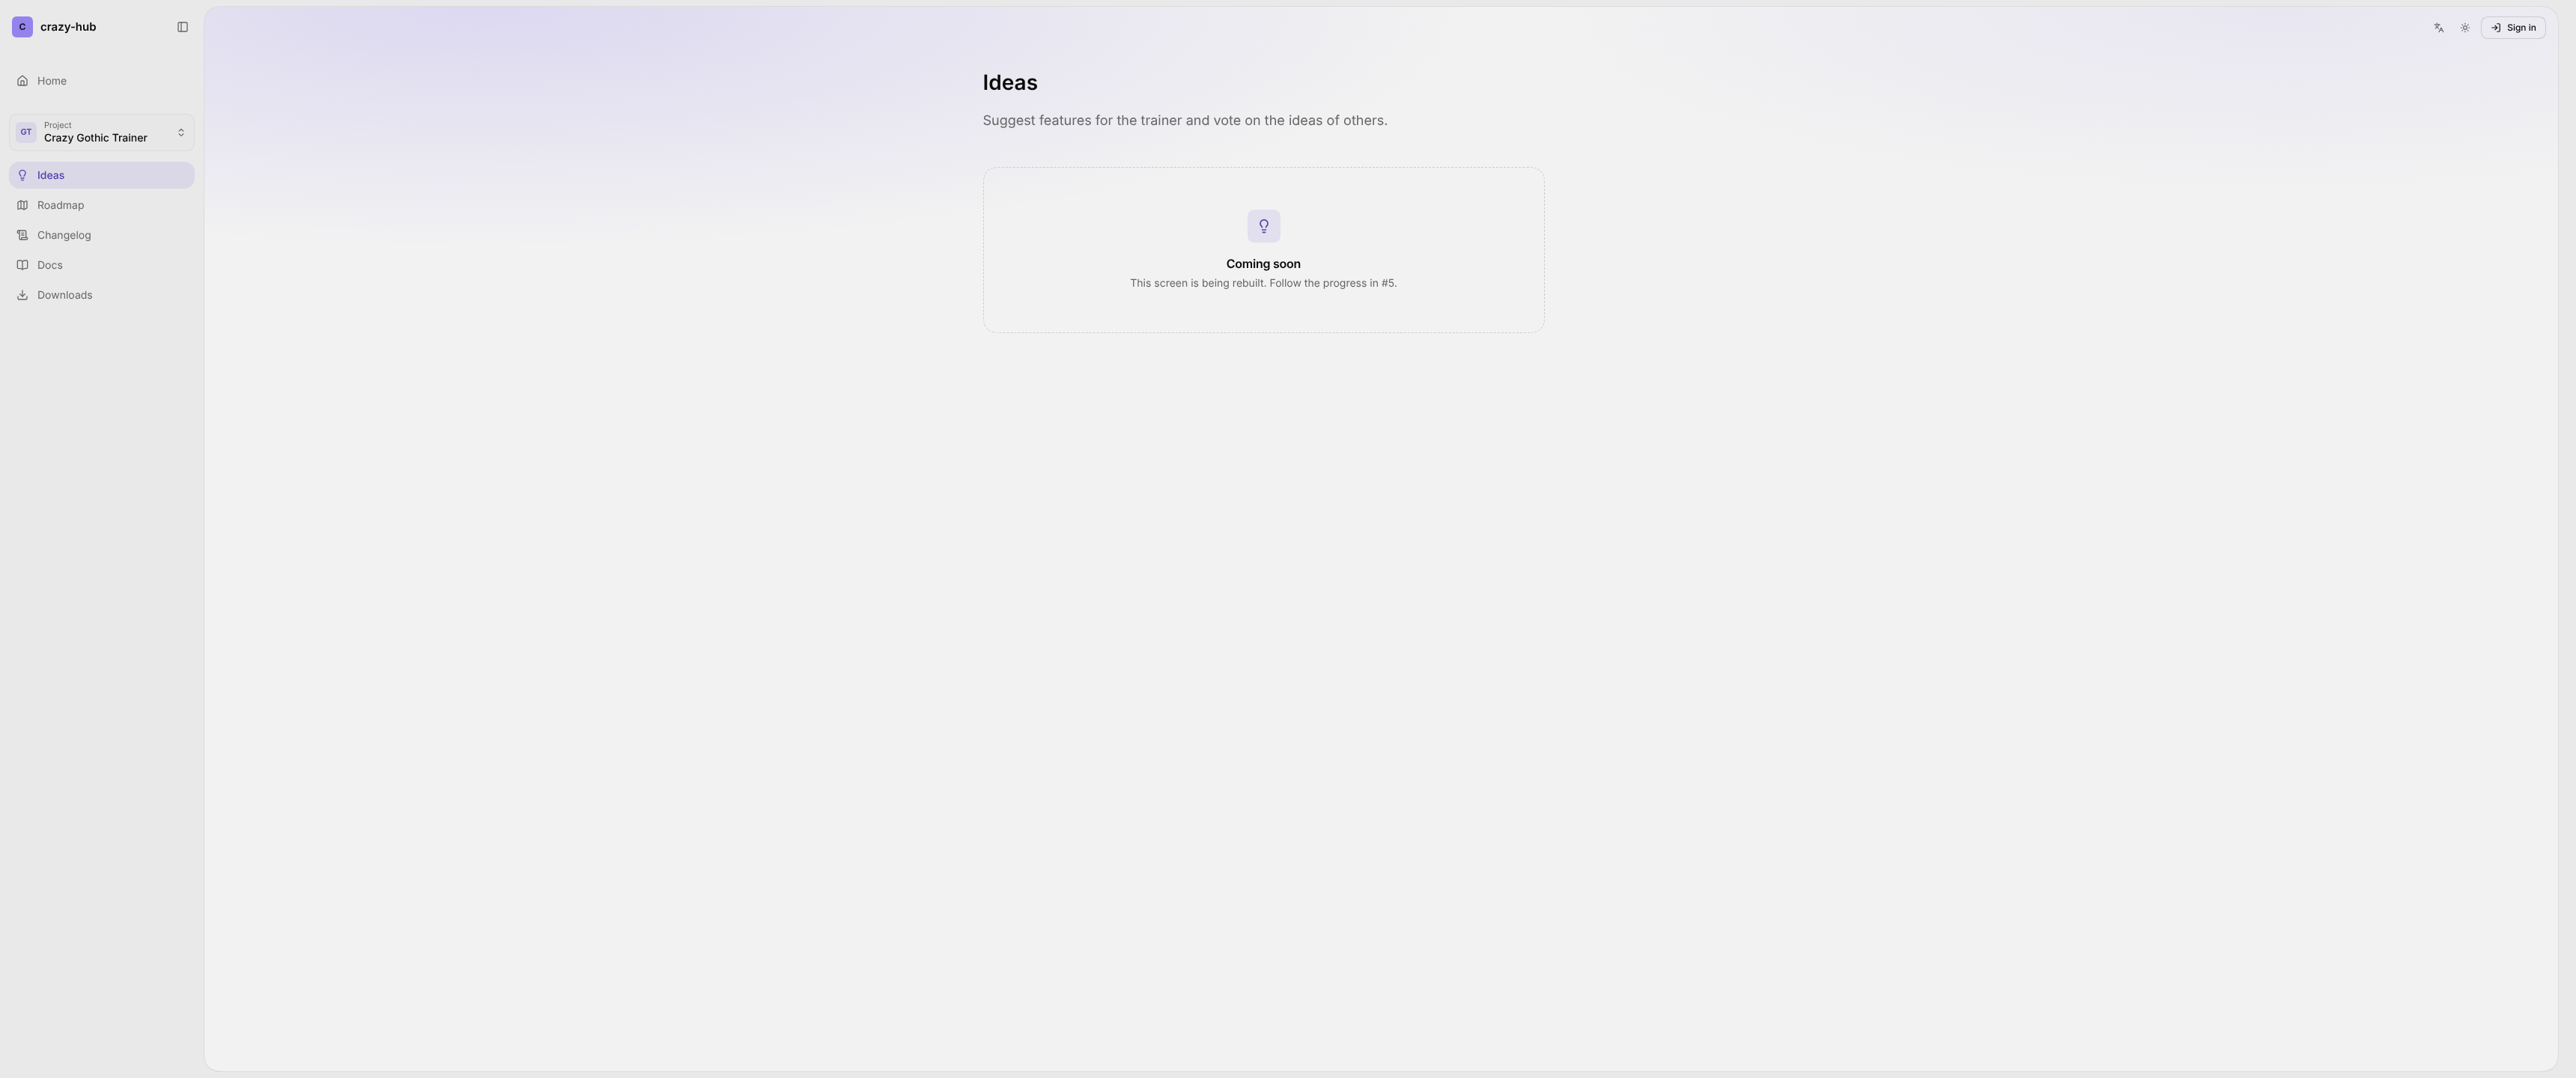 C
crazy-hub
Sign in
Home
Ideas
Suggest features for the trainer and vote on the ideas of others.
GT
Project
Crazy Gothic Trainer
Ideas
Roadmap
Changelog
Docs
Downloads
Coming soon
This screen is being rebuilt. Follow the progress in #5.